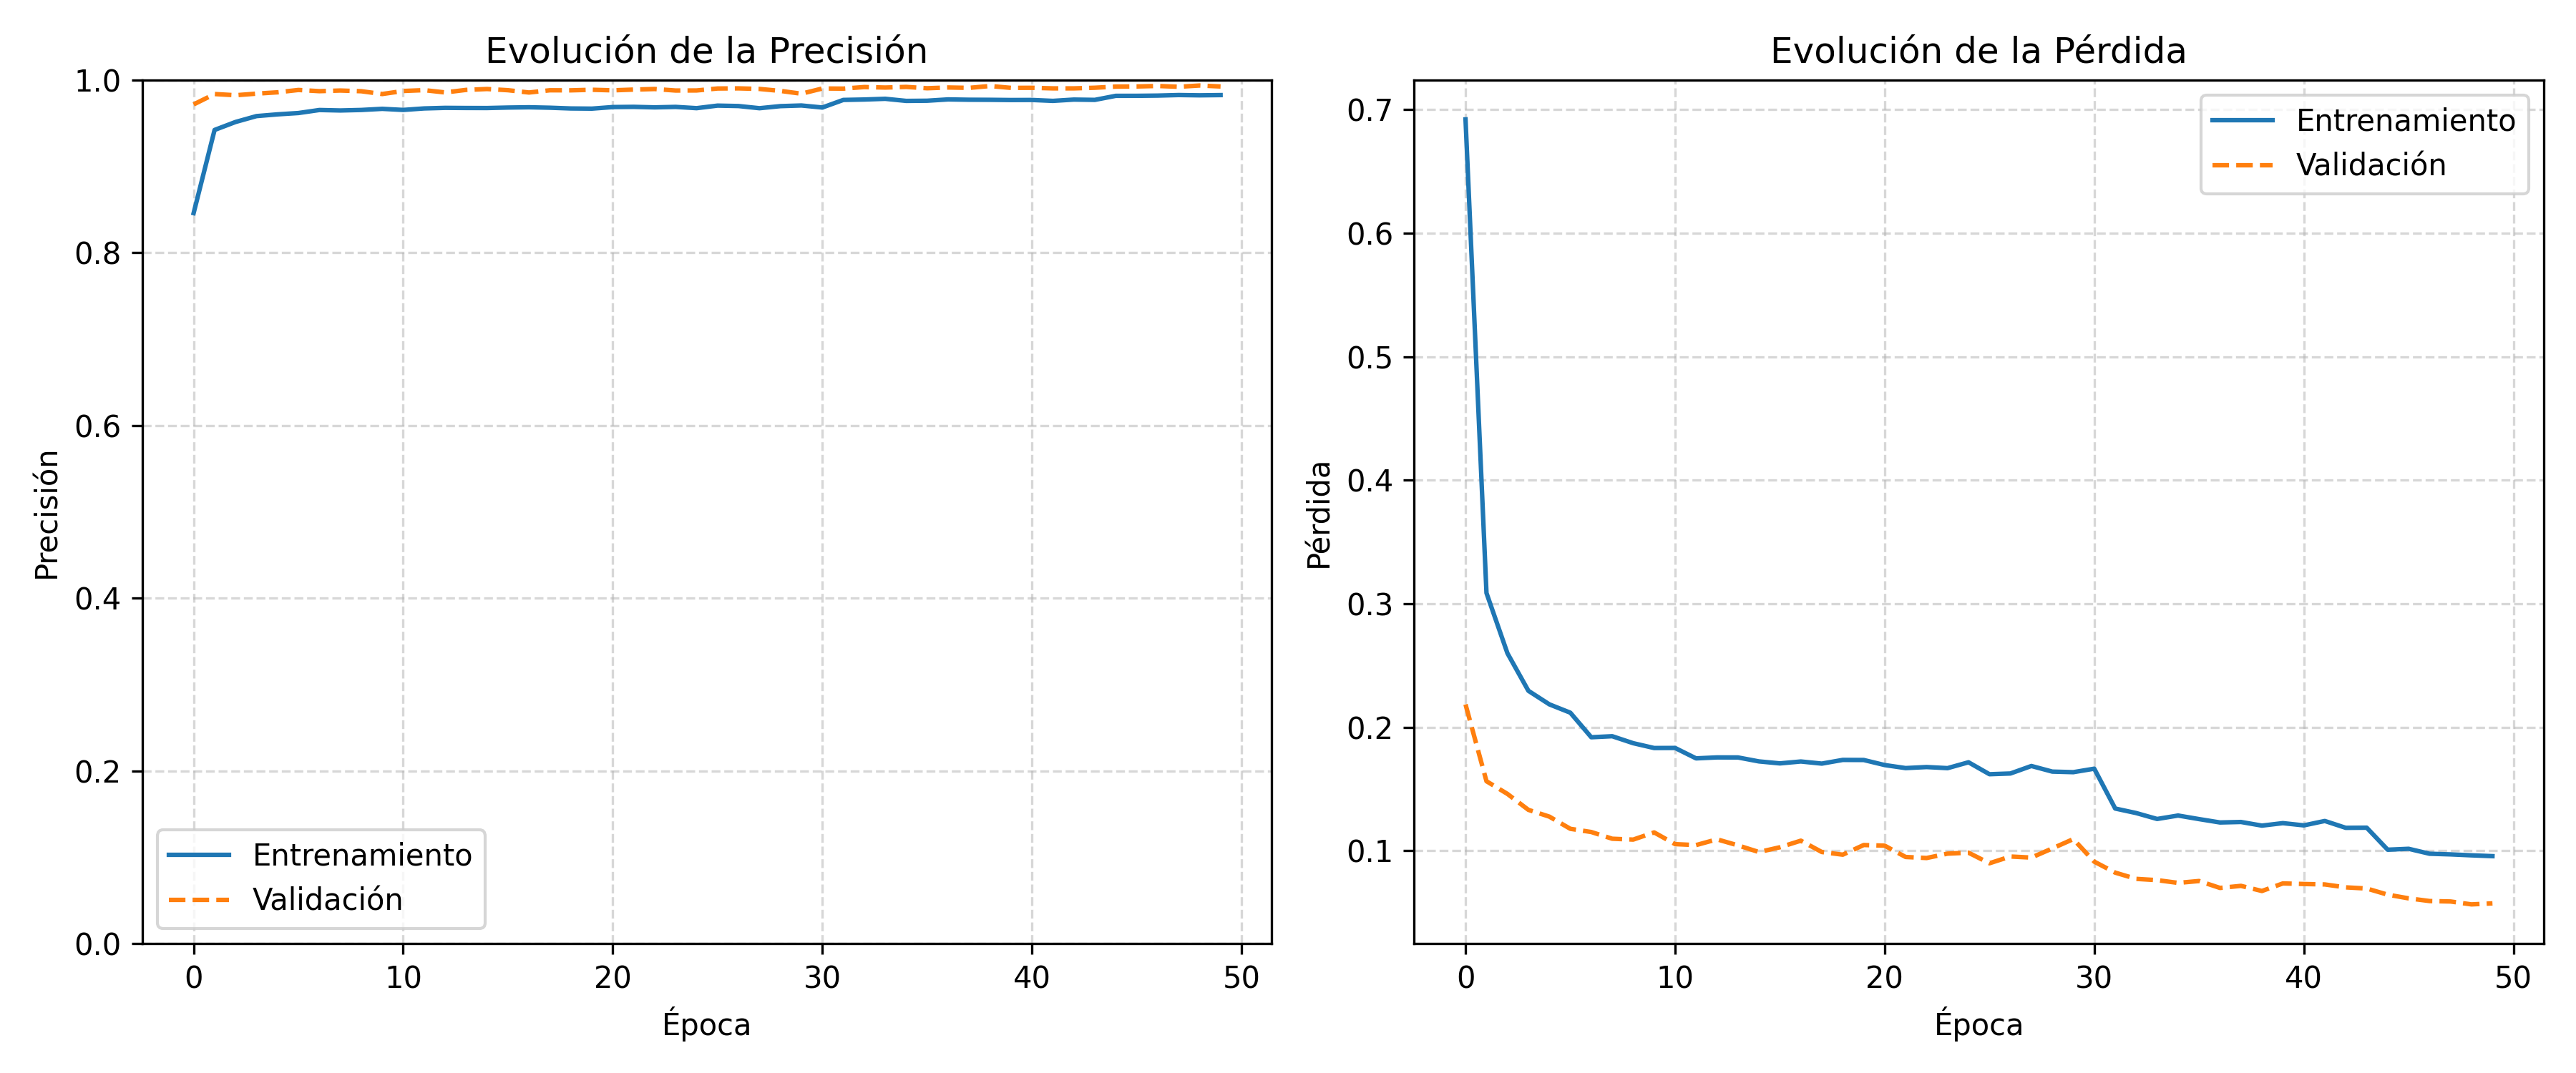 Evolución de la Precisión
1.0
0.8
0.6
0.4
0.2
0.0
Precisión
Entrenamiento
Validación
0 10 20 30 40 50
Época
Evolución de la Pérdida
0.7
0.6
0.5
0.4
0.3
0.2
0.1
Pérdida
Entrenamiento
Validación
0 10 20 30 40 50
Época